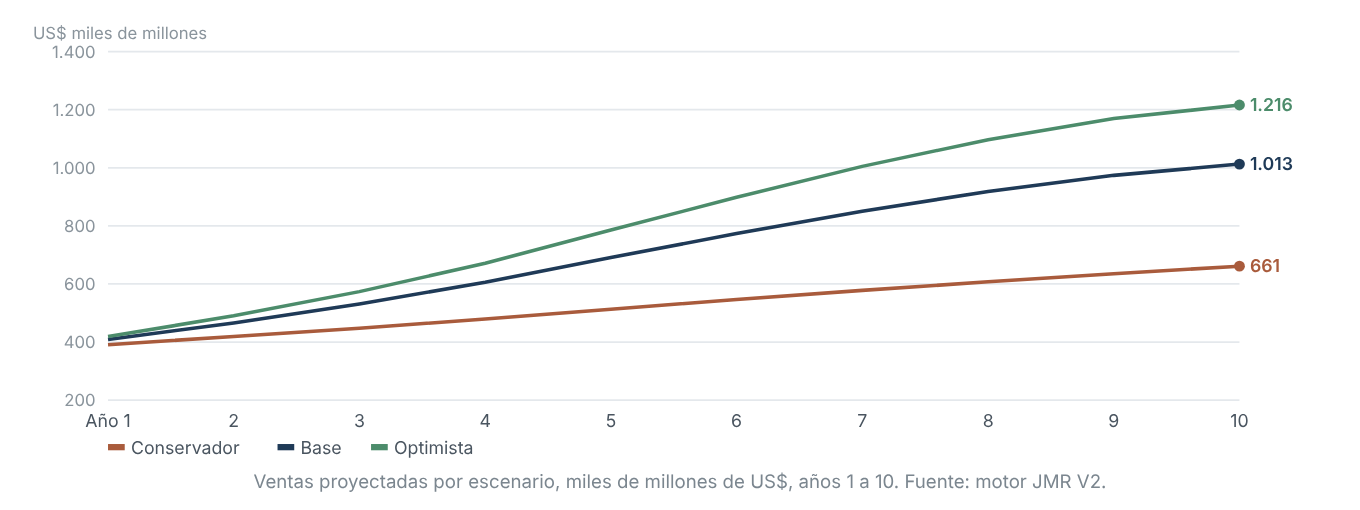 US$ miles de millones
1.400
1.200
1.216
1.000
1.013
800
600
661
400
200
Año 1 2 3 4 5 6 7 8 9 10
Conservador Base Optimista
Ventas proyectadas por escenario, miles de millones de US$, años 1 a 10. Fuente: motor JMR V2.